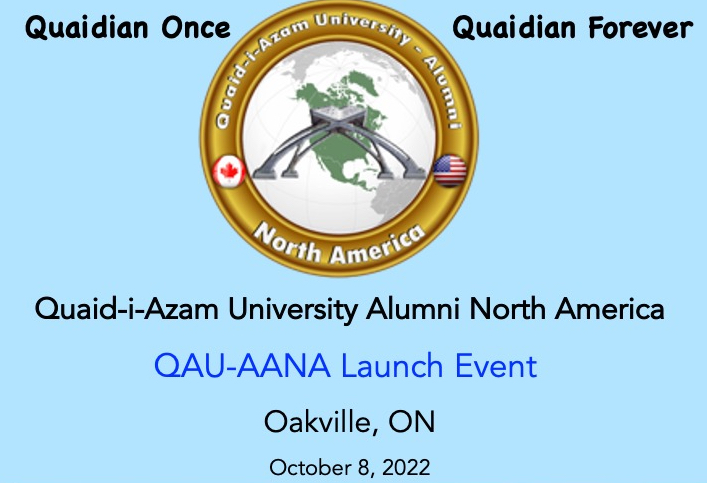 Quaidian Once
Quaidian Forever
Quaid-i-Azam University - Alumni
North America
Quaid-i-Azam University Alumni North America
QAU-AANA Launch Event
Oakville, ON
October 8, 2022